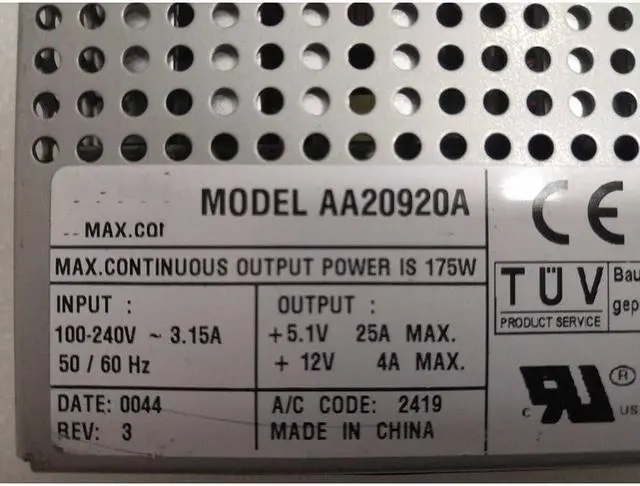 MODEL AA20920A
MAX.CO
MAX.CONTINUOUS OUTPUT POWER IS 175W
INPUT :
100-240V ~ 3.15A
50 / 60 Hz
OUTPUT :
+5.1V 25A MAX.
+ 12V 4A MAX.
DATE: 0044
REV: 3
A/C CODE: 2419
MADE IN CHINA
CE
TÜV
PRODUCT SERVICE
Bau
gep
c RU ® US